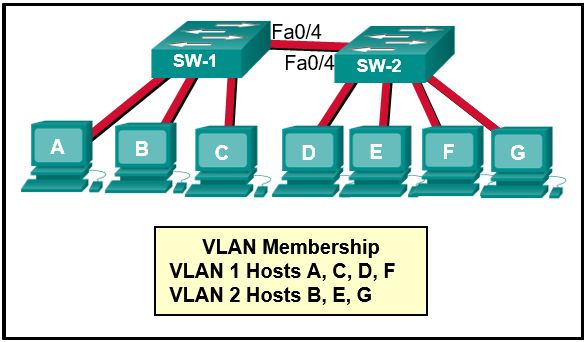 Fa0/4
SW-1
Fa0/4
SW-2
A
B
C
D
E
F
G
VLAN Membership
VLAN 1 Hosts A, C, D, F
VLAN 2 Hosts B, E, G